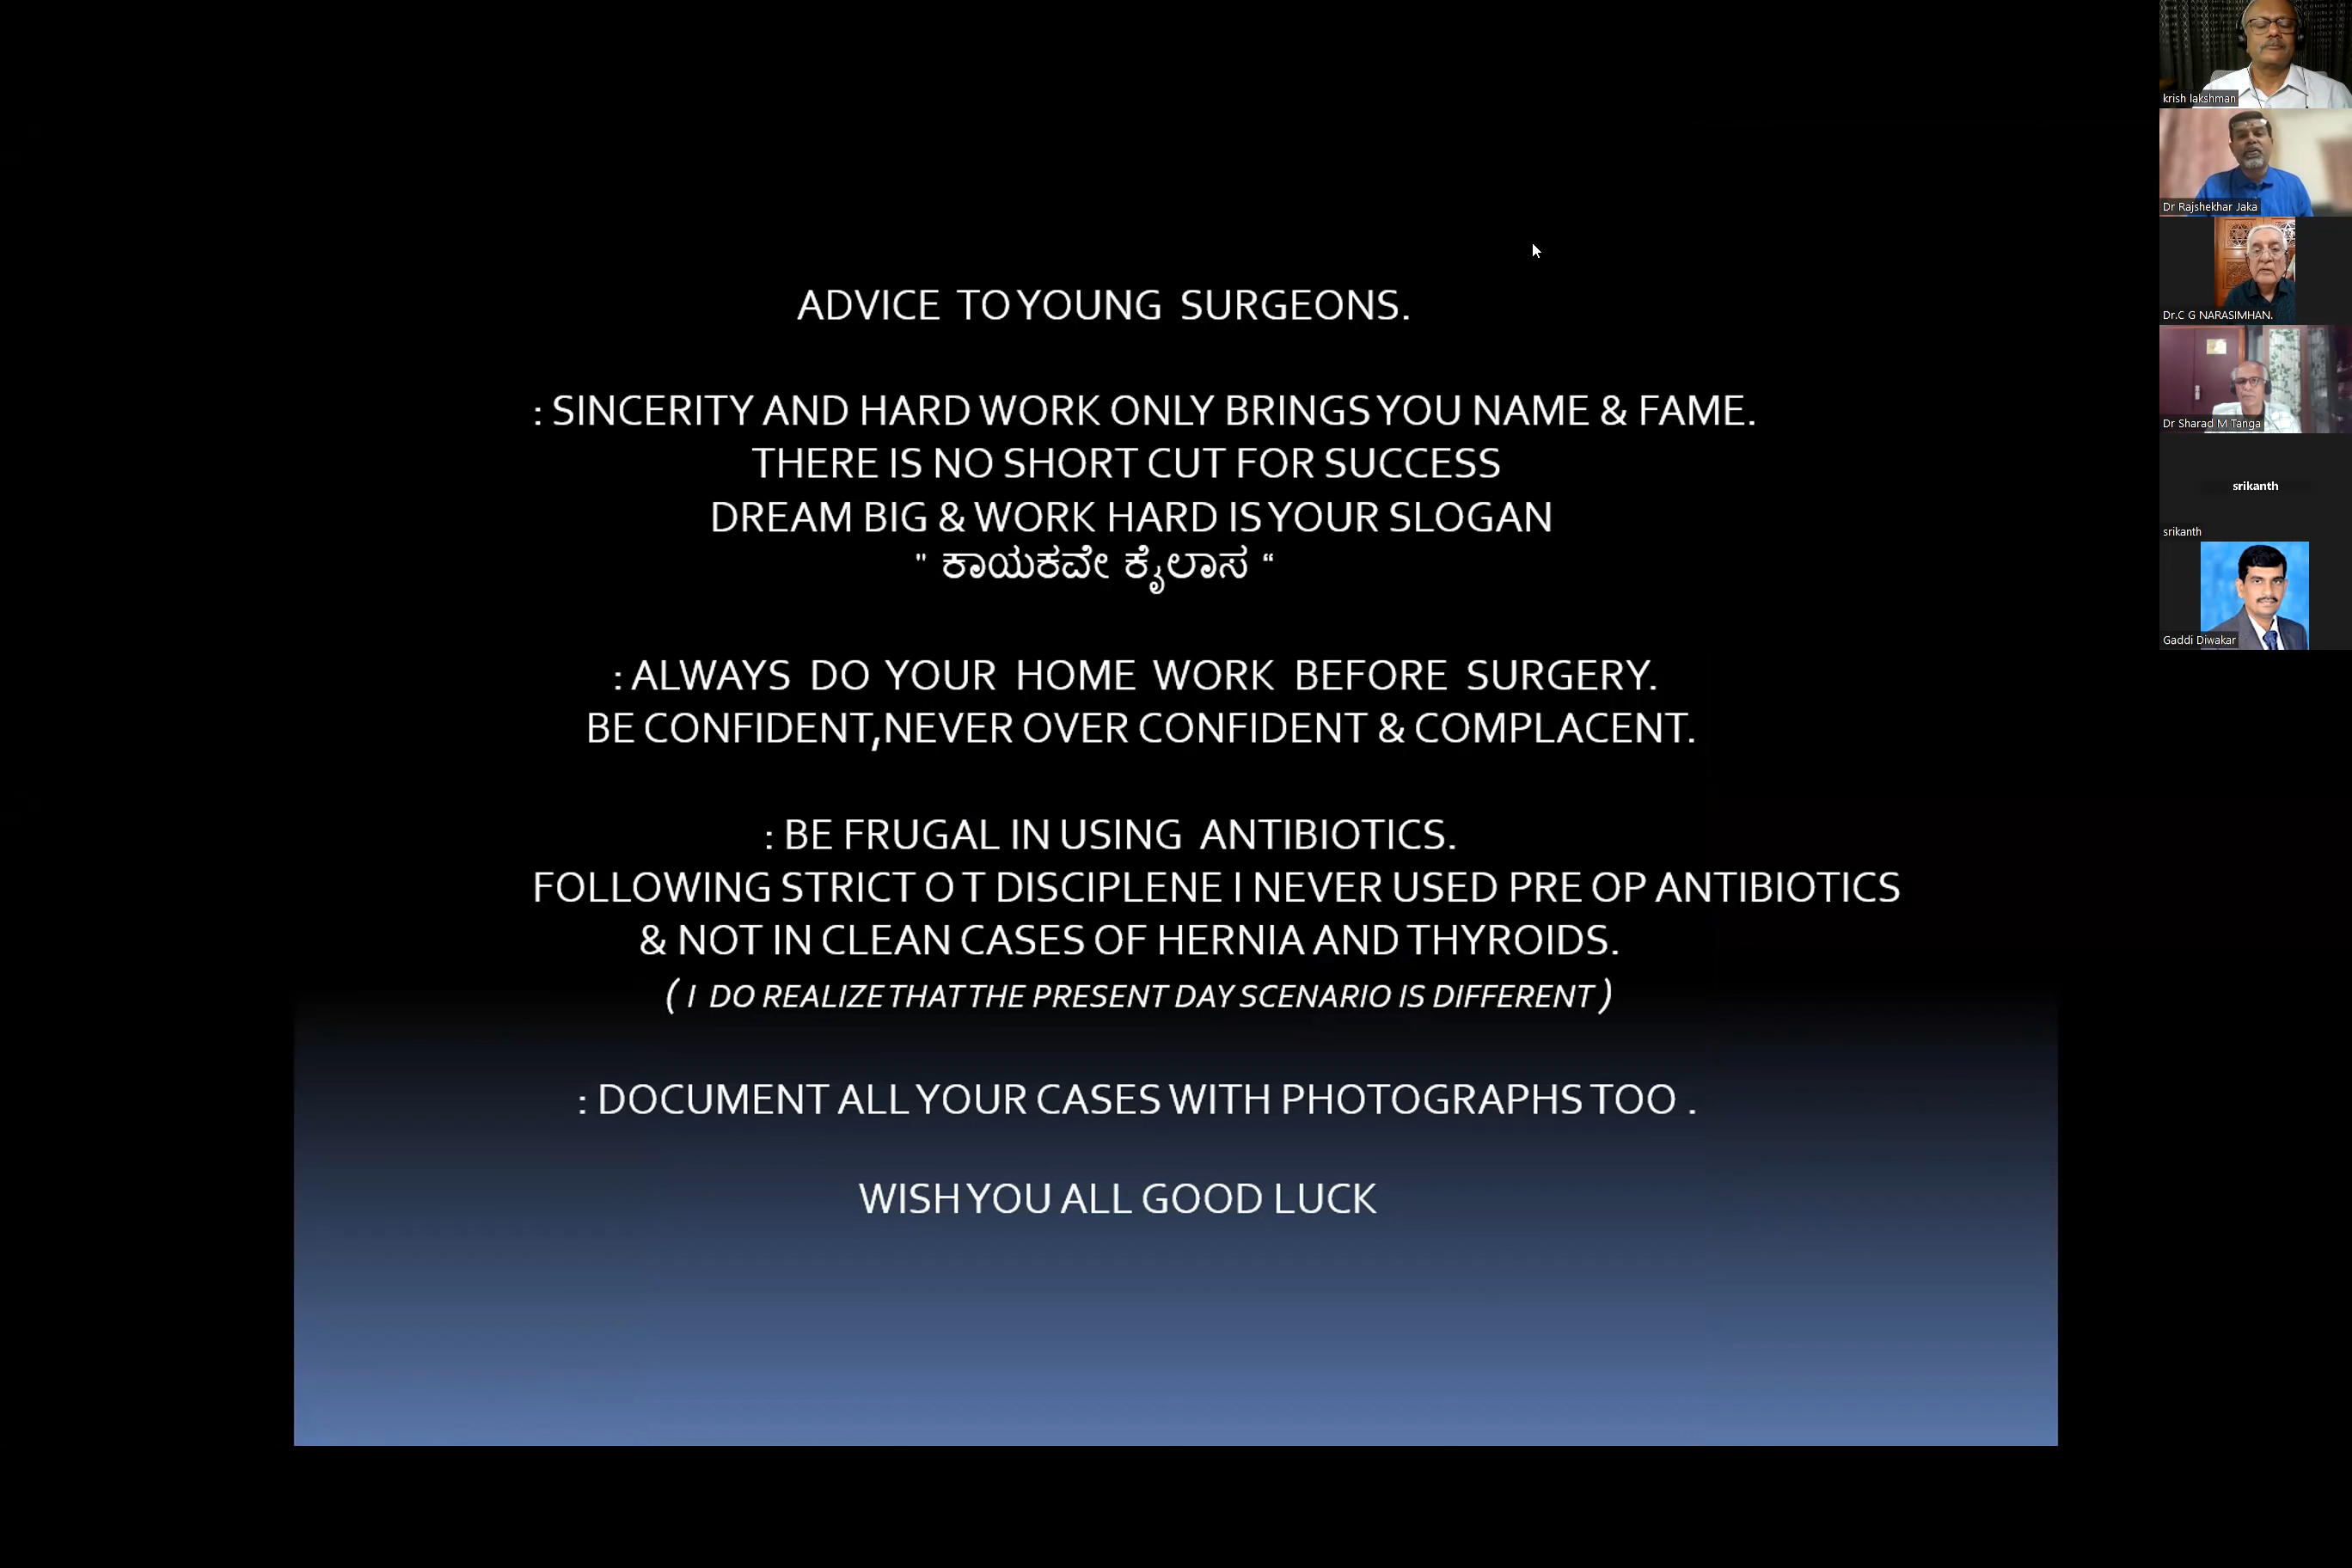 ADVICE TO YOUNG SURGEONS.
: SINCERITY AND HARD WORK ONLY BRINGS YOU NAME & FAME.
THERE IS NO SHORT CUT FOR SUCCESS
DREAM BIG & WORK HARD IS YOUR SLOGAN
" ಕಾಯಕವೇ ಕೈಲಾಸ “
: ALWAYS DO YOUR HOME WORK BEFORE SURGERY.
BE CONFIDENT,NEVER OVER CONFIDENT & COMPLACENT.
: BE FRUGAL IN USING ANTIBIOTICS.
FOLLOWING STRICT O T DISCIPLENE I NEVER USED PRE OP ANTIBIOTICS
& NOT IN CLEAN CASES OF HERNIA AND THYROIDS.
( I DO REALIZE THAT THE PRESENT DAY SCENARIO IS DIFFERENT )
: DOCUMENT ALL YOUR CASES WITH PHOTOGRAPHS TOO .
WISH YOU ALL GOOD LUCK
krish lakshman
Dr Rajshekhar Jaka
Dr.C G NARASIMHAN.
Dr Sharad M Tanga
srikanth
srikanth
Gaddi Diwakar